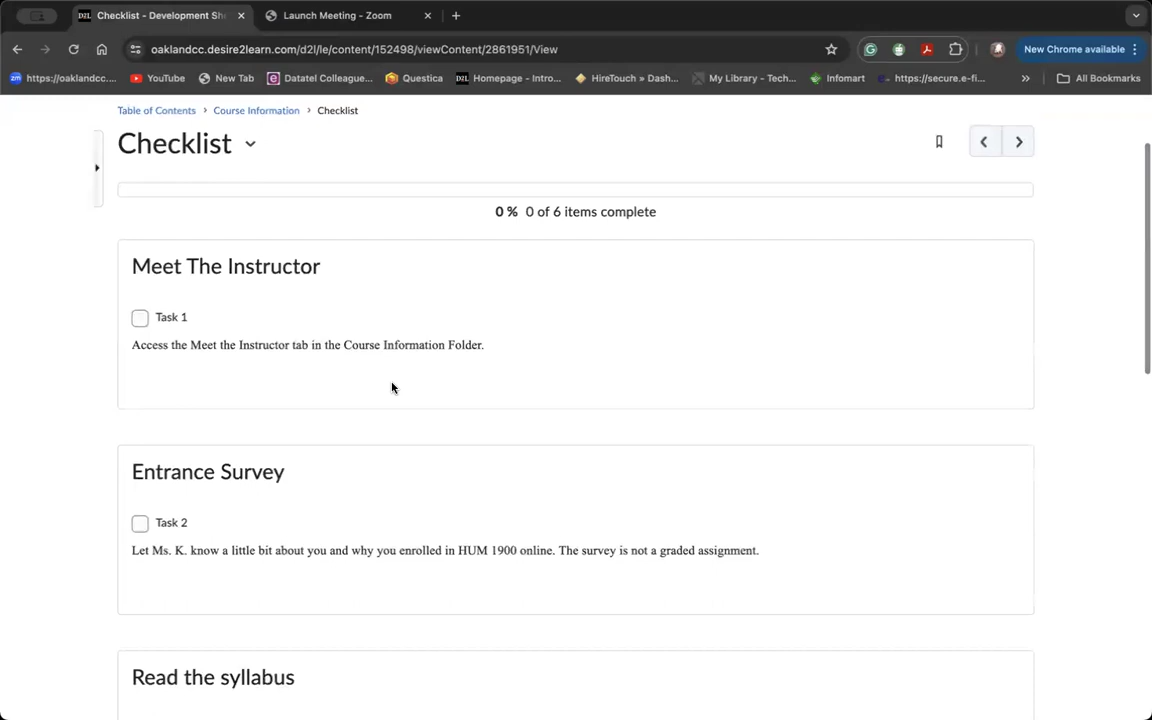 Checklist - Development Sh
Launch Meeting - Zoom
oaklandcc.desire2learn.com/d2l/le/content/152498/viewContent/2861951/View
New Chrome available
https://oaklandcc....
YouTube
New Tab
Datatel Colleague...
Questica
Homepage - Intro...
HireTouch » Dash...
My Library - Tech...
Infomart
https://secure.e-fi...
All Bookmarks
Table of Contents › Course Information › Checklist
Checklist
0 % 0 of 6 items complete
Meet The Instructor
Task 1
Access the Meet the Instructor tab in the Course Information Folder.
Entrance Survey
Task 2
Let Ms. K. know a little bit about you and why you enrolled in HUM 1900 online. The survey is not a graded assignment.
Read the syllabus